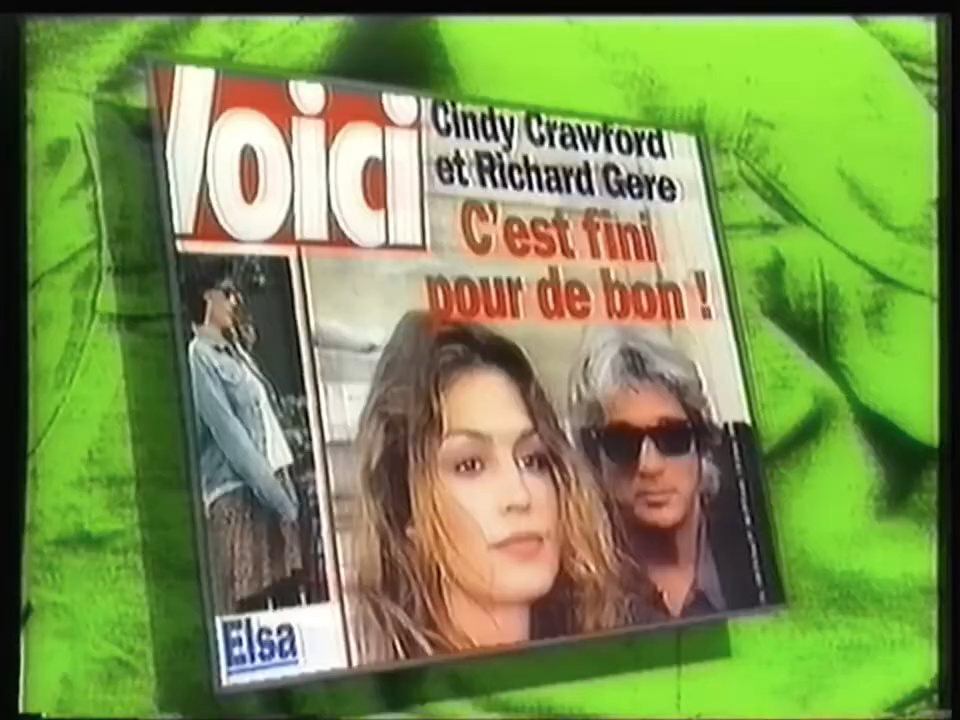 Voici
Cindy Crawford
et Richard Gere
C'est fini
pour de bon !
Elsa